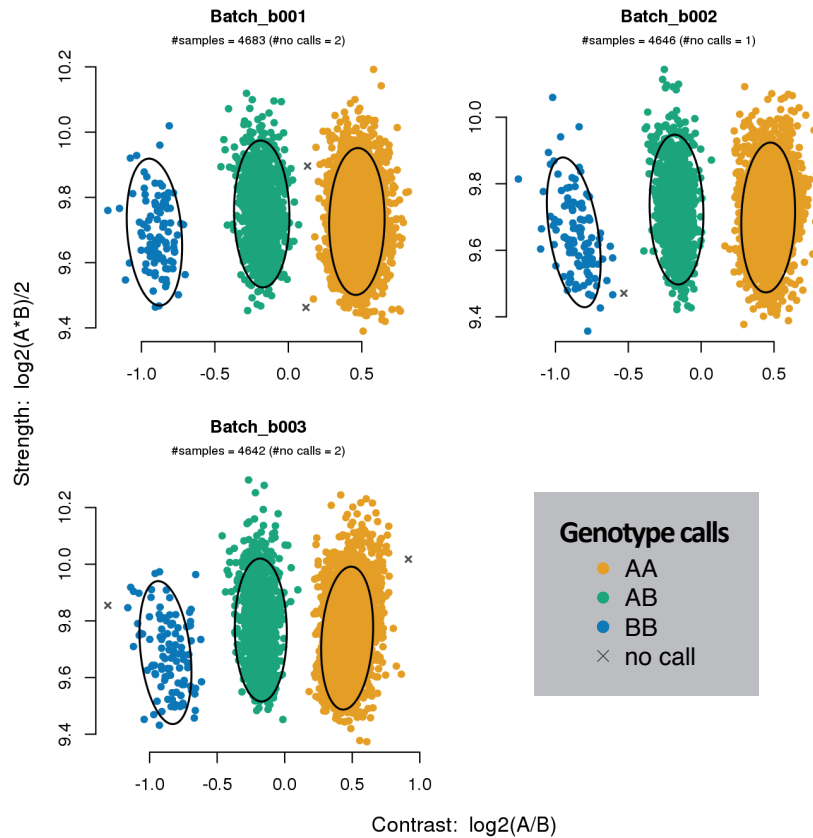 Batch_b001
#samples = 4683 (#no calls = 2)
10.2
10.0
9.8
9.6
9.4
-1.0 -0.5 0.0 0.5
Batch_b002
#samples = 4646 (#no calls = 1)
10.0
9.8
9.6
9.4
-1.0 -0.5 0.0 0.5
Strength: log2(A*B)/2
Batch_b003
#samples = 4642 (#no calls = 2)
10.2
10.0
9.8
9.6
9.4
-1.0 -0.5 0.0 0.5 1.0
Genotype calls
AA
AB
BB
no call
Contrast: log2(A/B)